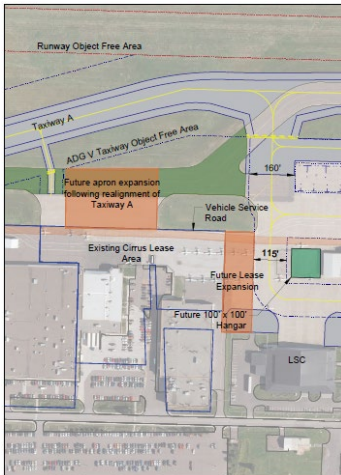 Runway Object Free Area
Taxiway A
ADG V Taxiway Object Free Area
160'
Future apron expansion
following realignment of
Taxiway A
Vehicle Service
Road
Existing Cirrus Lease
Area
115'
Future Lease
Expansion
Future 100' x 100'
Hangar
LSC